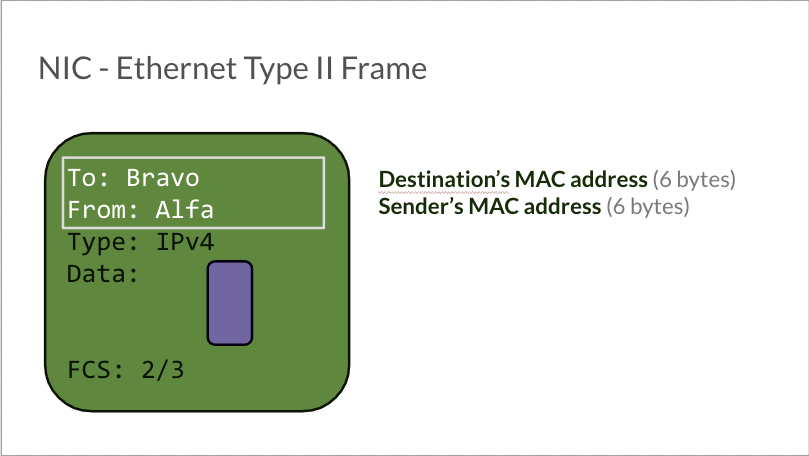 NIC - Ethernet Type II Frame
To: Bravo
From: Alfa
Type: IPv4
Data:
FCS: 2/3
Destination’s MAC address (6 bytes)
Sender’s MAC address (6 bytes)